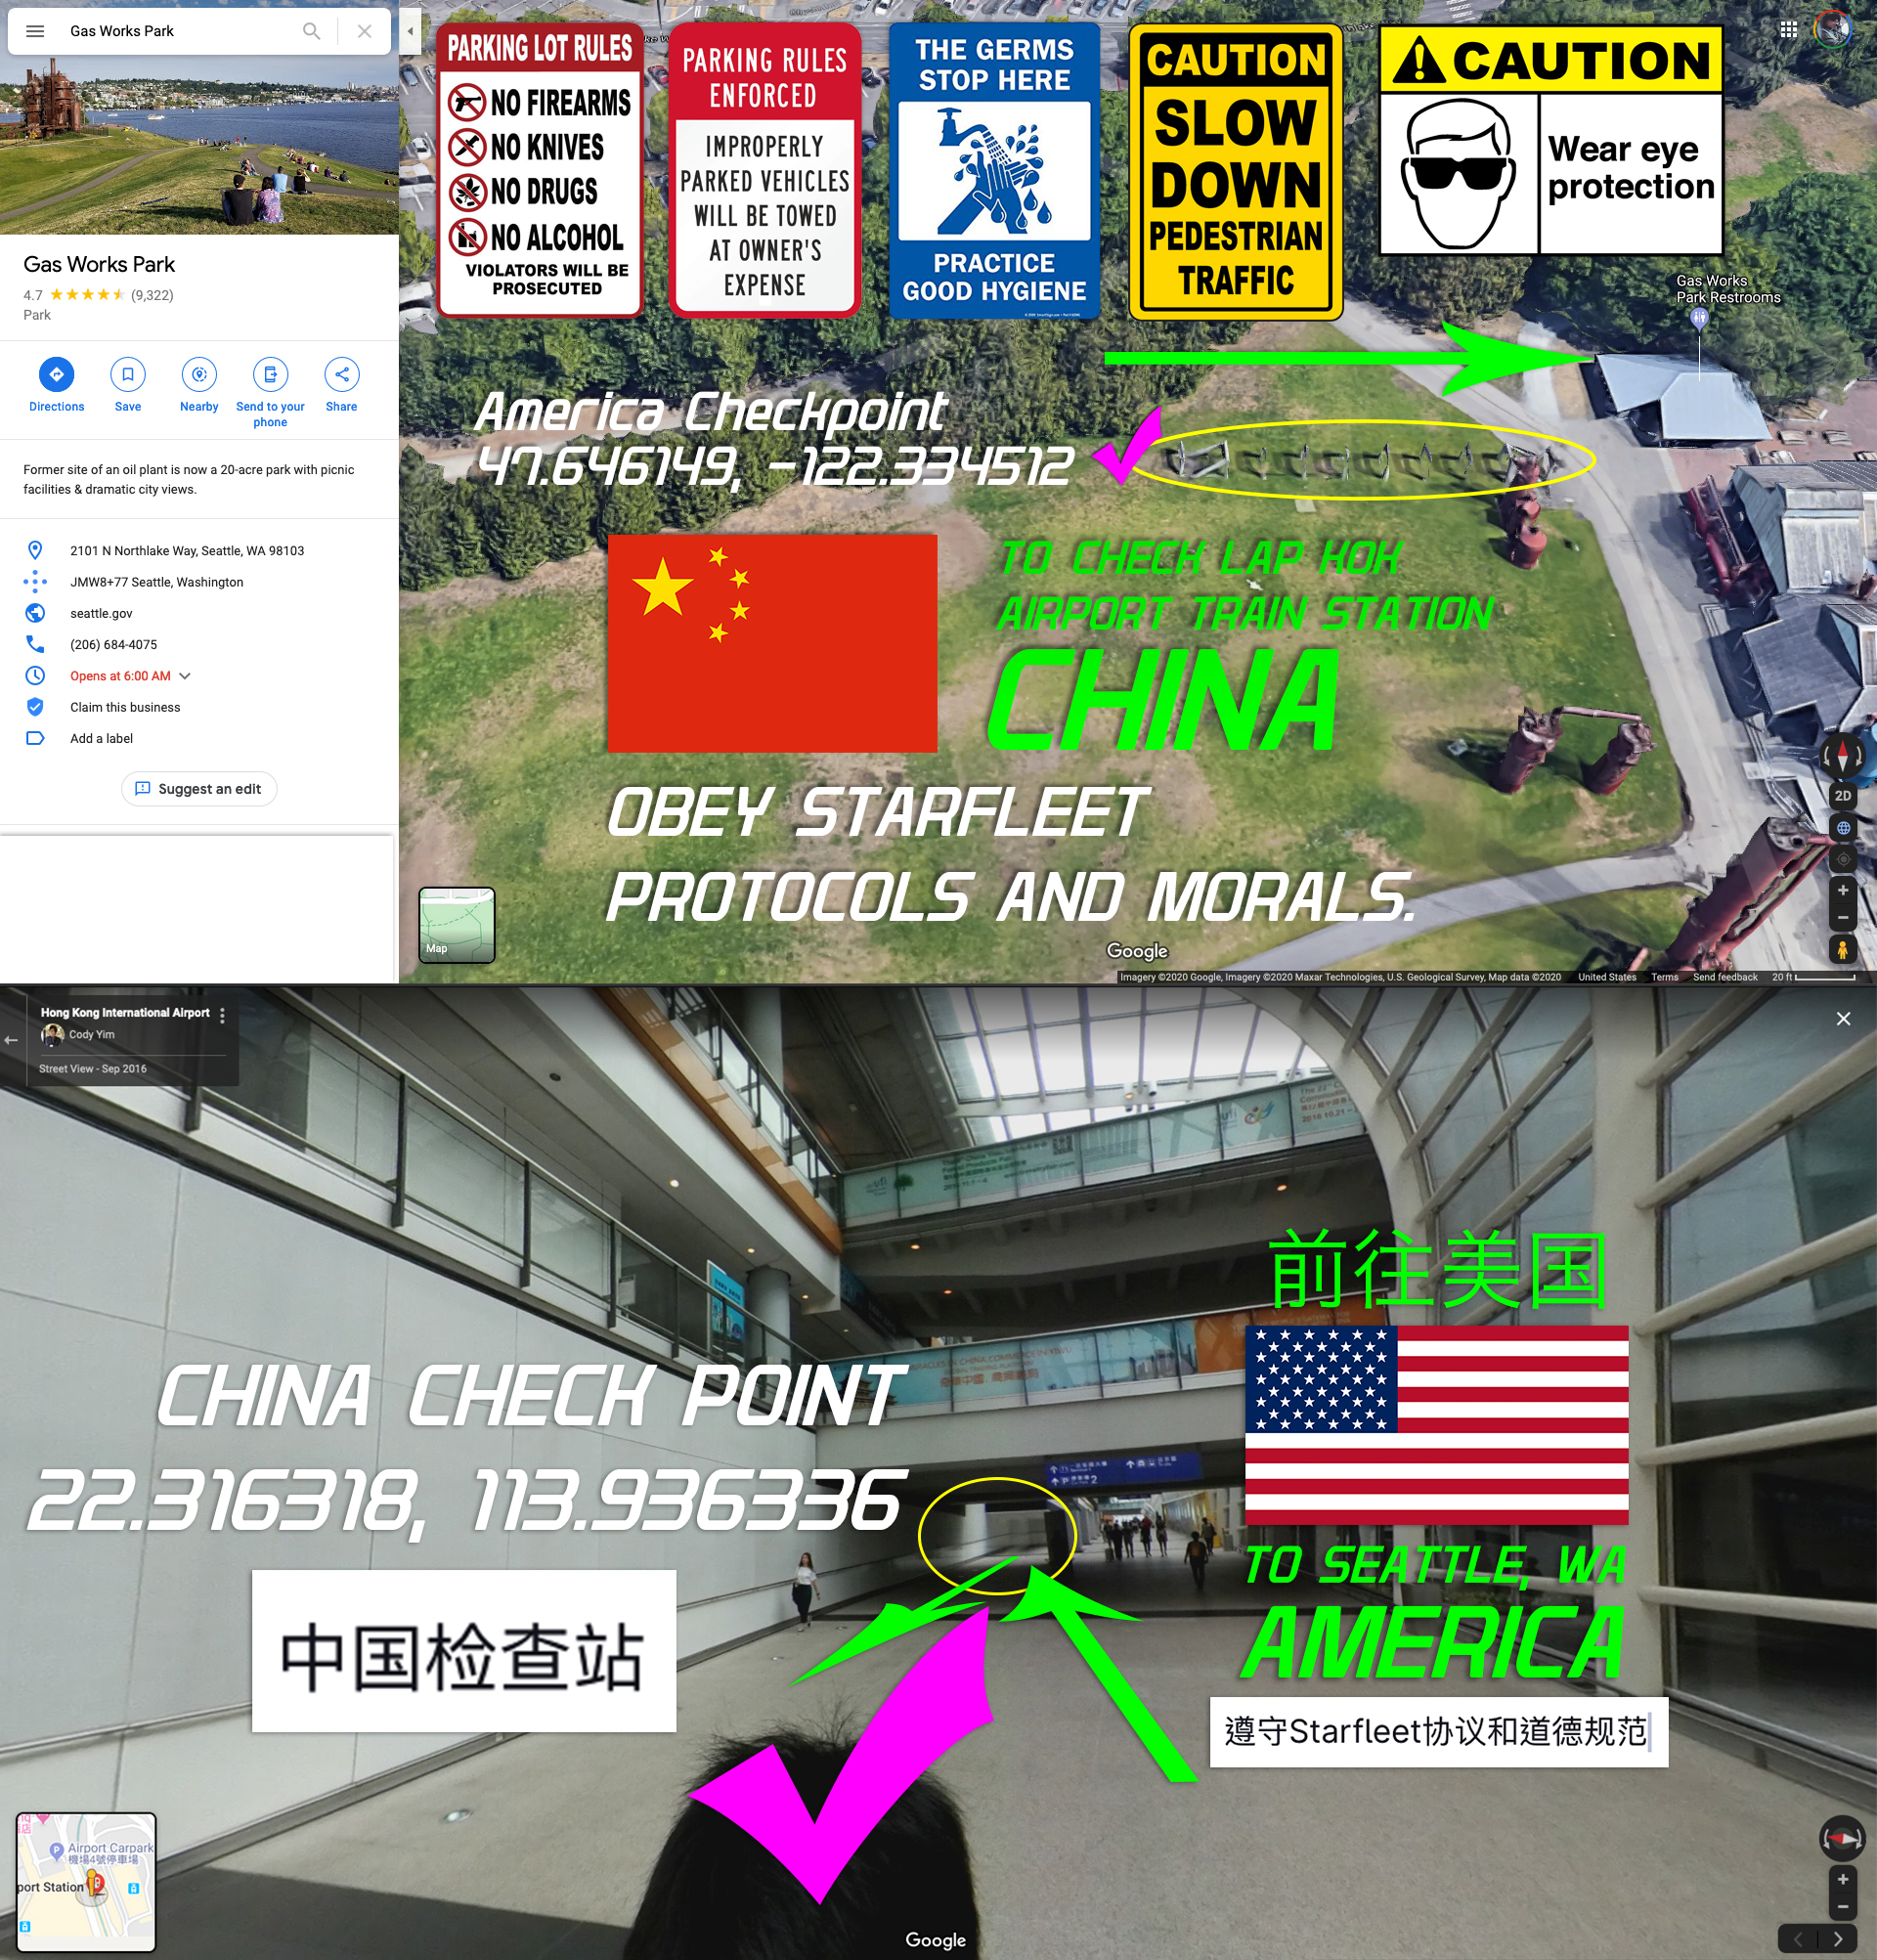 Gas Works Park
Gas Works Park
4.7 (9,322)
Park
Directions
Save
Nearby
Send to your
phone
Share
Former site of an oil plant is now a 20-acre park with picnic
facilities & dramatic city views.
2101 N Northlake Way, Seattle, WA 98103
JMW8+77 Seattle, Washington
seattle.gov
(206) 684-4075
Opens at 6:00 AM
Claim this business
Add a label
Suggest an edit
Map
PARKING LOT RULES
NO FIREARMS
NO KNIVES
NO DRUGS
NO ALCOHOL
VIOLATORS WILL BE
PROSECUTED
PARKING RULES
ENFORCED
IMPROPERLY
PARKED VEHICLES
WILL BE TOWED
AT OWNER'S
EXPENSE
THE GERMS
STOP HERE
PRACTICE
GOOD HYGIENE
CAUTION
SLOW
DOWN
PEDESTRIAN
TRAFFIC
CAUTION
Wear eye
protection
Gas Works
Park Restrooms
America Checkpoint
47.646149, -122.334512
TO CHECK LAP KOK
AIRPORT TRAIN STATION
CHINA
OBEY STARFLEET
PROTOCOLS AND MORALS.
2D
Google
Imagery ©2020 Google, Imagery ©2020 Maxar Technologies, U.S. Geological Survey, Map data ©2020 United States Terms Send feedback 20 ft
Hong Kong International Airport
Cody Yim
Street View - Sep 2016
前往美国
CHINA CHECK POINT
22.316318, 113.936336
中国检查站
TO SEATTLE, WA
AMERICA
遵守Starfleet协议和道德规范
Airport Carpark
機場4號停車場
port Station
Google